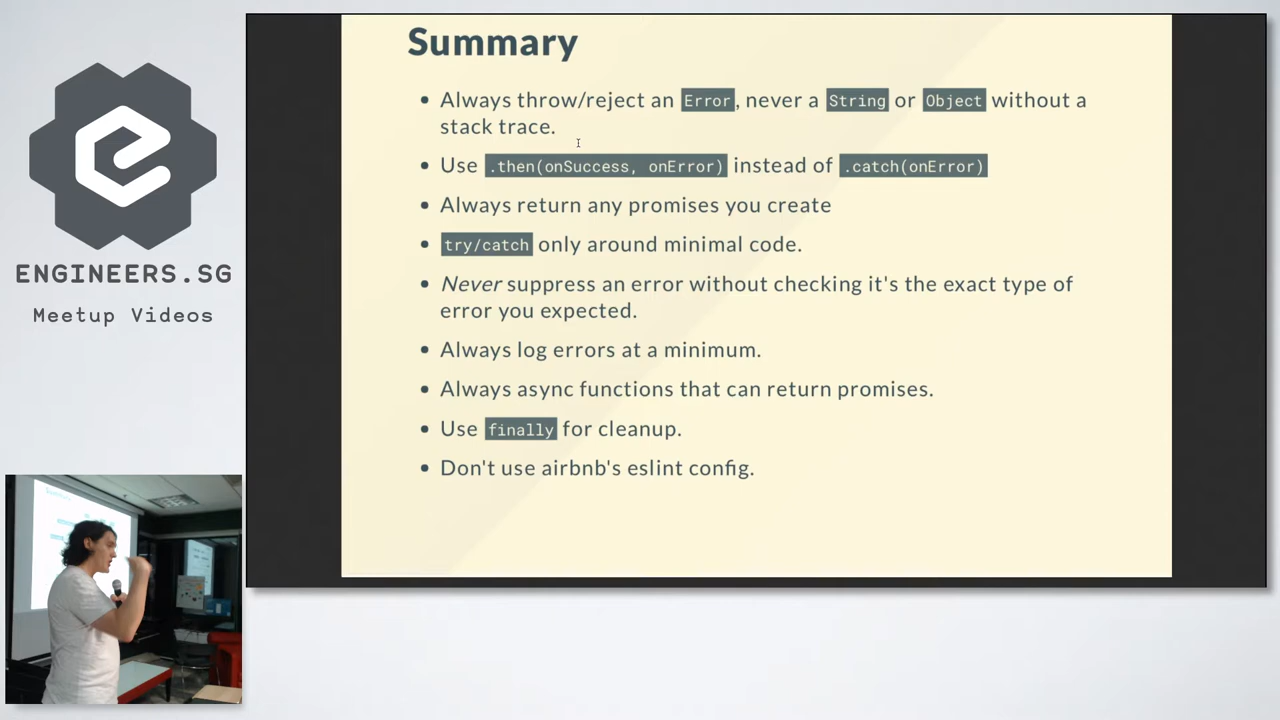 Summary
Always throw/reject an Error, never a String or Object without a
stack trace.
Use .then(onSuccess, onError) instead of .catch(onError)
Always return any promises you create
try/catch only around minimal code.
Never suppress an error without checking it's the exact type of
error you expected.
Always log errors at a minimum.
Always async functions that can return promises.
Use finally for cleanup.
Don't use airbnb's eslint config.
ENGINEERS.SG
Meetup Videos